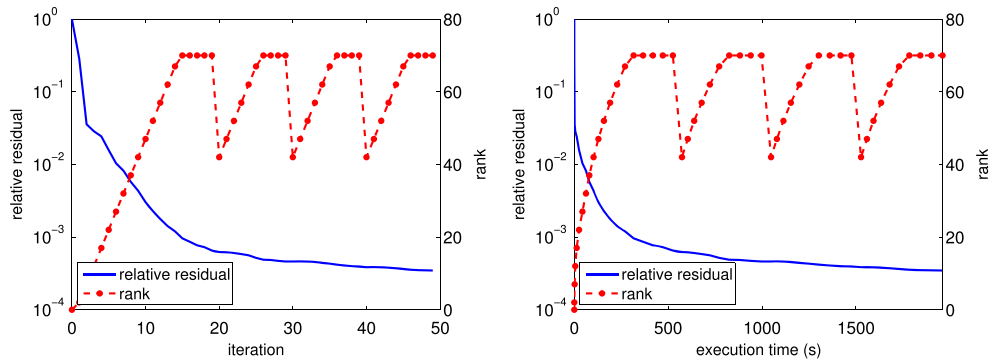 10^0
10^-1
10^-2
10^-3
10^-4
relative residual
80
60
40
20
0
rank
relative residual
rank
0 10 20 30 40 50
iteration
10^0
10^-1
10^-2
10^-3
10^-4
relative residual
80
60
40
20
0
rank
relative residual
rank
0 500 1000 1500
execution time (s)